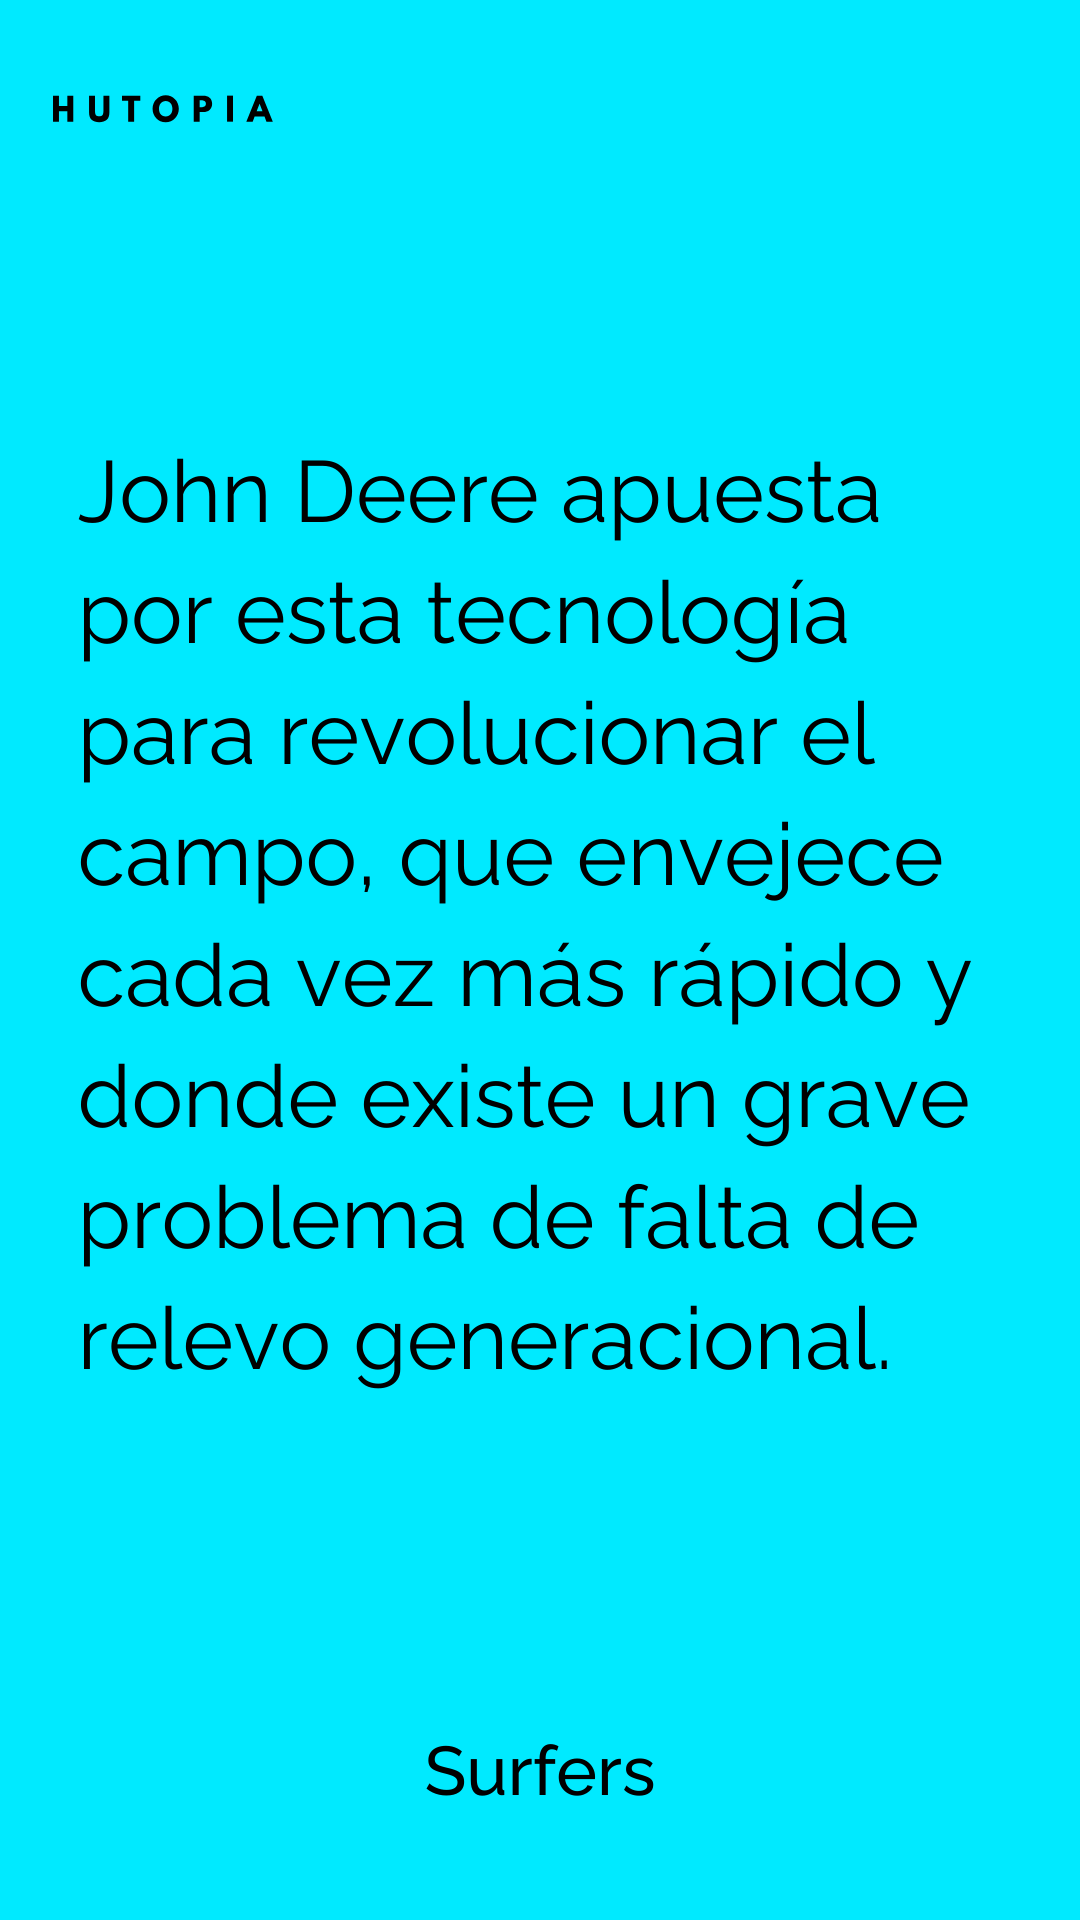 HUTOPIA
John Deere apuesta
por esta tecnología
para revolucionar el
campo, que envejece
cada vez más rápido y
donde existe un grave
problema de falta de
relevo generacional.
Surfers